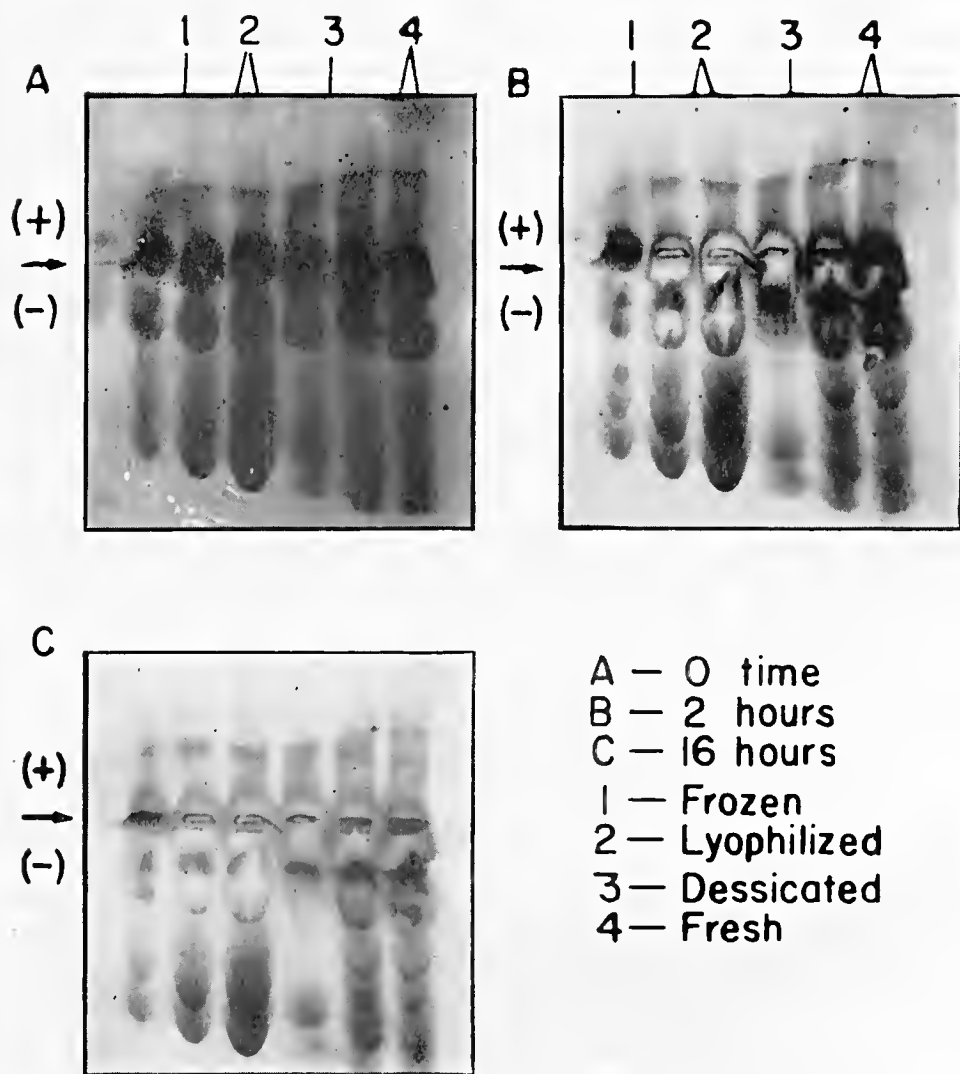 1 2 3 4
A
(+)
(-)
1 2 3 4
B
(+)
(-)
C
(+)
(-)
A — 0 time
B — 2 hours
C — 16 hours
1 — Frozen
2 — Lyophilized
3 — Dessicated
4 — Fresh